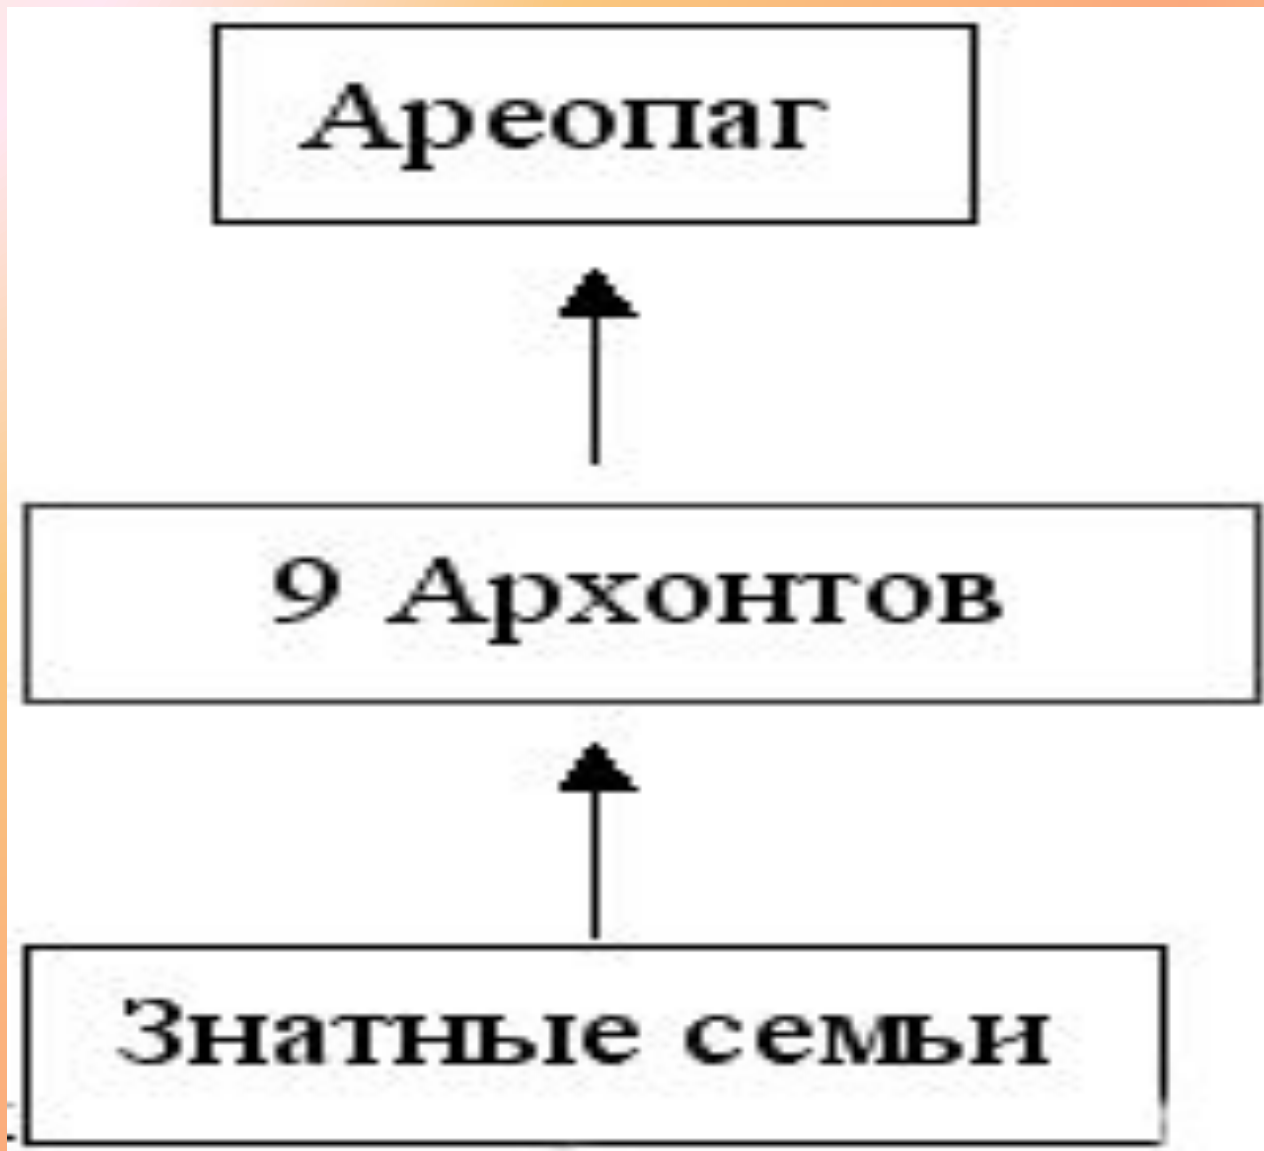 Ареопаг
9 Архонтов
Знатные семьи